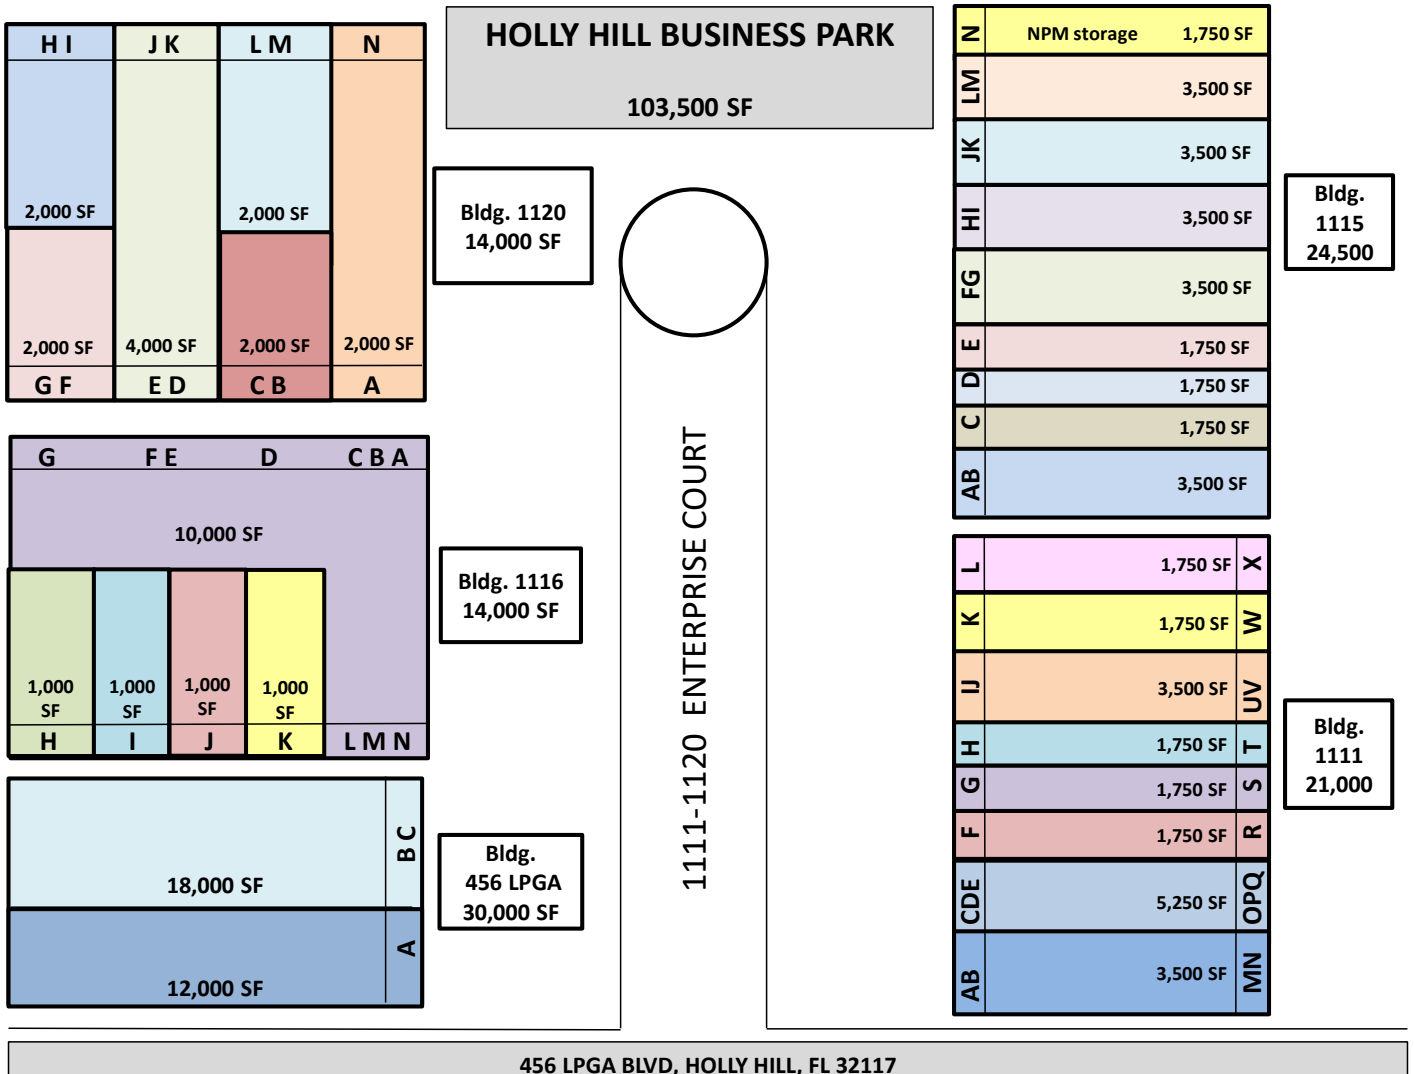 HOLLY HILL BUSINESS PARK
103,500 SF
H I J K L M N
2,000 SF 2,000 SF
2,000 SF 4,000 SF 2,000 SF 2,000 SF
G F E D C B A
Bldg. 1120
14,000 SF
G F E D C B A
10,000 SF
1,000 SF
1,000 SF
1,000 SF
1,000 SF
H I J K L M N
Bldg. 1116
14,000 SF
18,000 SF
B C
12,000 SF
A
Bldg.
456 LPGA
30,000 SF
1111-1120 ENTERPRISE COURT
N NPM storage 1,750 SF
LM 3,500 SF
JK 3,500 SF
HI 3,500 SF
FG 3,500 SF
E 1,750 SF
D 1,750 SF
C 1,750 SF
AB 3,500 SF
Bldg.
1115
24,500
L 1,750 SF X
K 1,750 SF W
IJ 3,500 SF UV
H 1,750 SF T
G 1,750 SF S
F 1,750 SF R
CDE 5,250 SF OPQ
AB 3,500 SF MN
Bldg.
1111
21,000
456 LPGA BLVD, HOLLY HILL, FL 32117